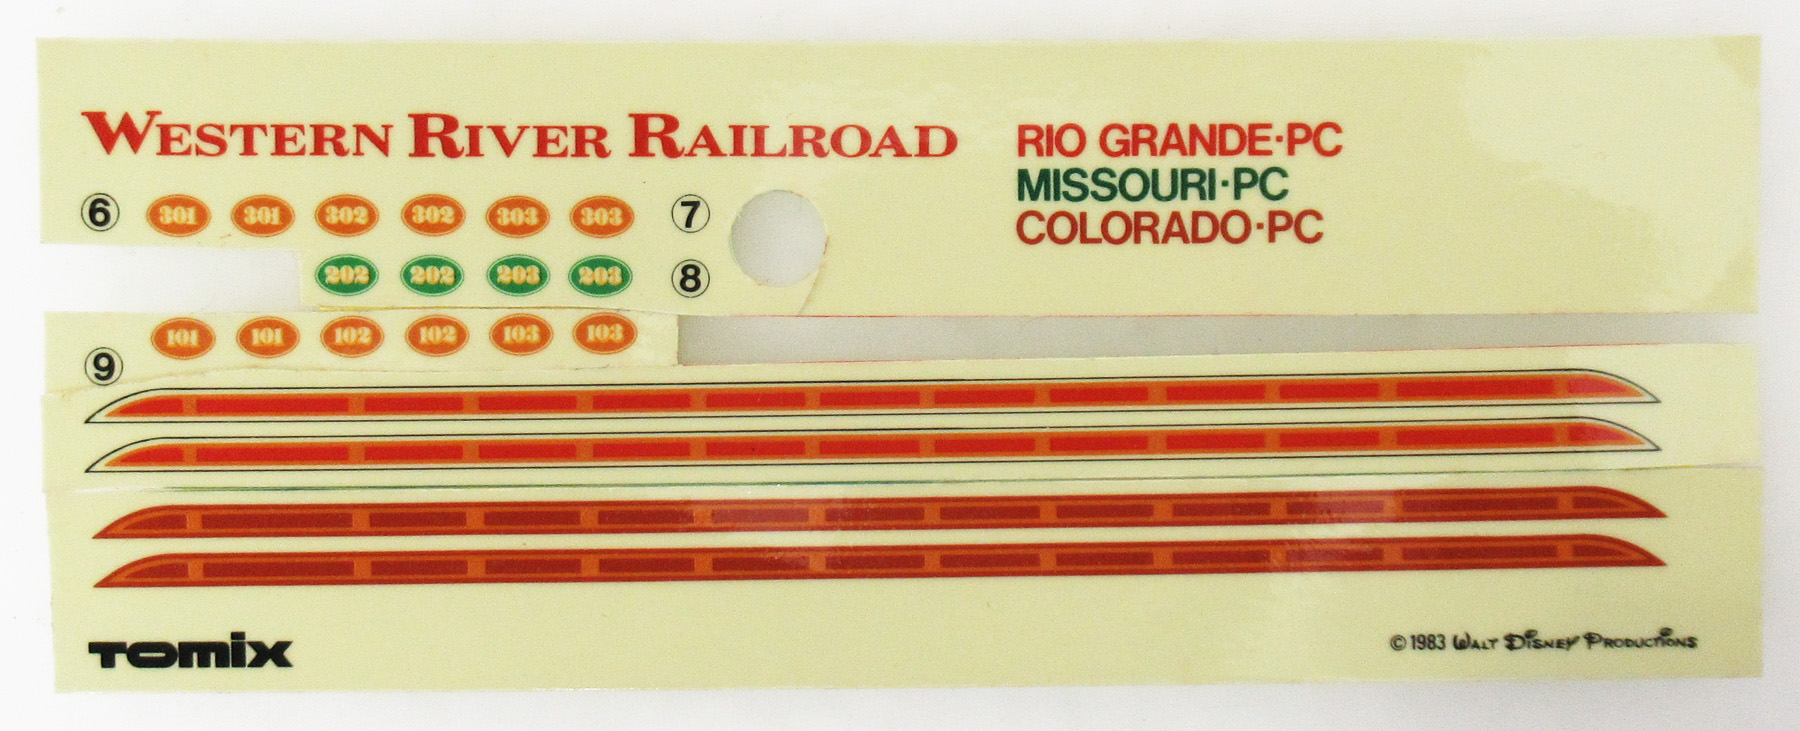 WESTERN RIVER RAILROAD
RIO GRANDE·PC
MISSOURI·PC
COLORADO·PC
6 301 301 302 302 303 303 7
202 202 203 203 8
101 101 102 102 103 103
9
TOMIX
© 1983 WALT DISNEY PRODUCTIONS